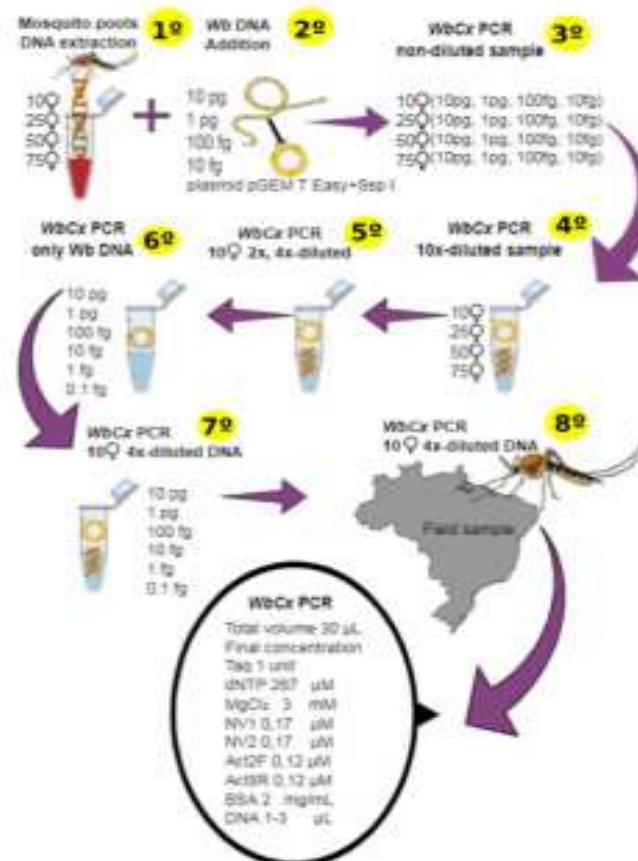 Mosquito pools
DNA extraction
1º
10♀
25♀
50♀
75♀
+
Wb DNA
Addition
2º
10 pg
1 pg
100 fg
10 fg
plasmid pGEM T Easy+Ssp I
WbCx PCR
non-diluted sample
3º
10♀(10pg, 1pg, 100fg, 10fg)
25♀(10pg, 1pg, 100fg, 10fg)
50♀(10pg, 1pg, 100fg, 10fg)
75♀(10pg, 1pg, 100fg, 10fg)
WbCx PCR
10x-diluted sample
4º
10♀
25♀
50♀
75♀
WbCx PCR
10♀ 2x, 4x-diluted
5º
WbCx PCR
only Wb DNA
6º
10 pg
1 pg
100 fg
10 fg
1 fg
0.1 fg
WbCx PCR
10♀ 4x-diluted DNA
7º
10 pg
1 pg
100 fg
10 fg
1 fg
0.1 fg
WbCx PCR
10♀ 4x-diluted DNA
8º
Field sample
WbCx PCR
Total volume 30 µL
Final concentration
Taq 1 unit
dNTP 267 µM
MgCl₂ 3 mM
NV1 0,17 µM
NV2 0,17 µM
Act2F 0,12 µM
Act8R 0,12 µM
BSA 2 mg/mL
DNA 1-3 µL